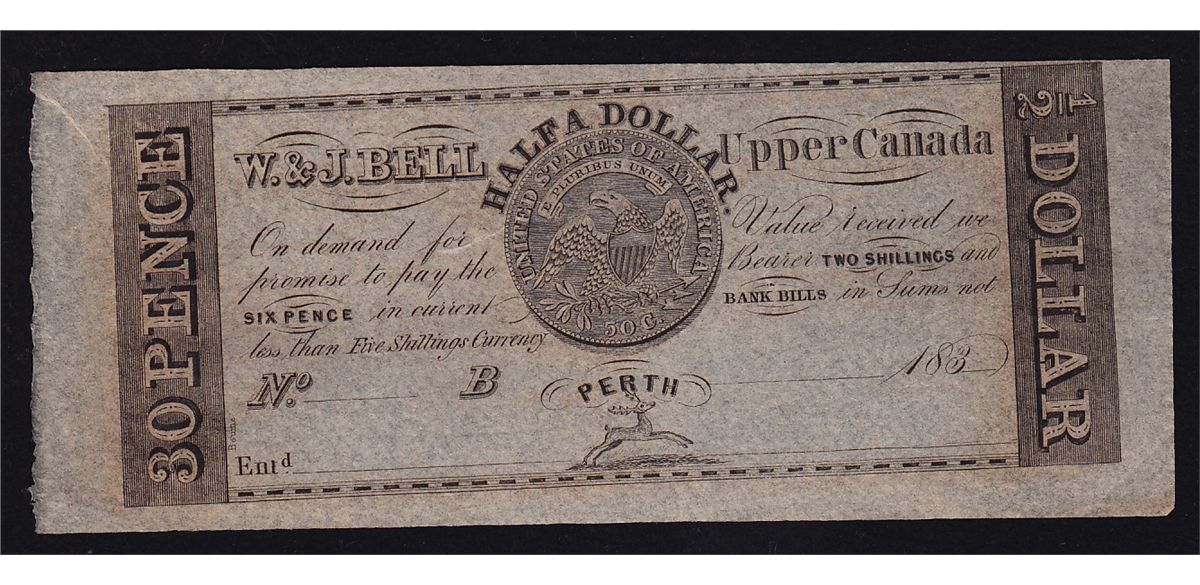 30 PENCE
W. & J. BELL
HALF A DOLLAR.
Upper Canada
UNITED STATES OF AMERICA
E PLURIBUS UNUM
50 C.
On demand for Value received we
promise to pay the Bearer TWO SHILLINGS and
SIX PENCE in current BANK BILLS in Sums not
less than Five Shillings Currency
No. B 183
PERTH
Entd
Bourne
1/2 DOLLAR